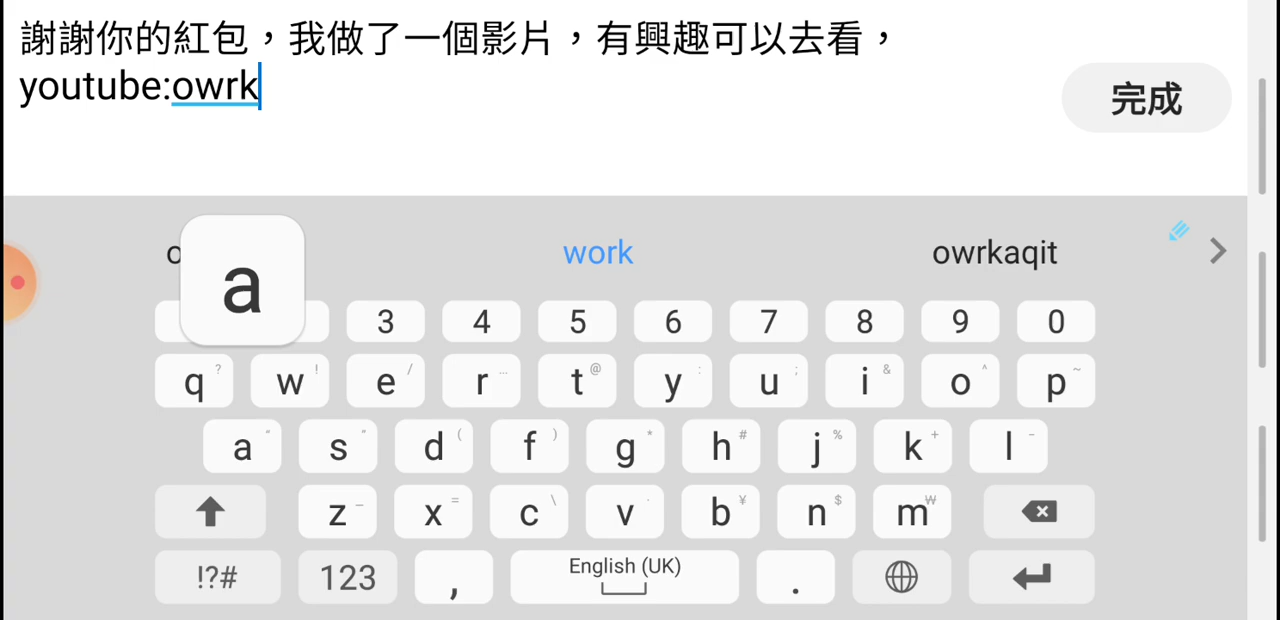 謝謝你的紅包，我做了一個影片，有興趣可以去看，
youtube:owrk
完成
work
owrkaqit
a
3 4 5 6 7 8 9 0
q ? w ! e / r … t @ y : u ; i & o ^ p ~
a " s " d ( f ) g * h # j % k + l -
z – x = c \ v · b ¥ n $ m ₩
!?# 123 , English (UK) .